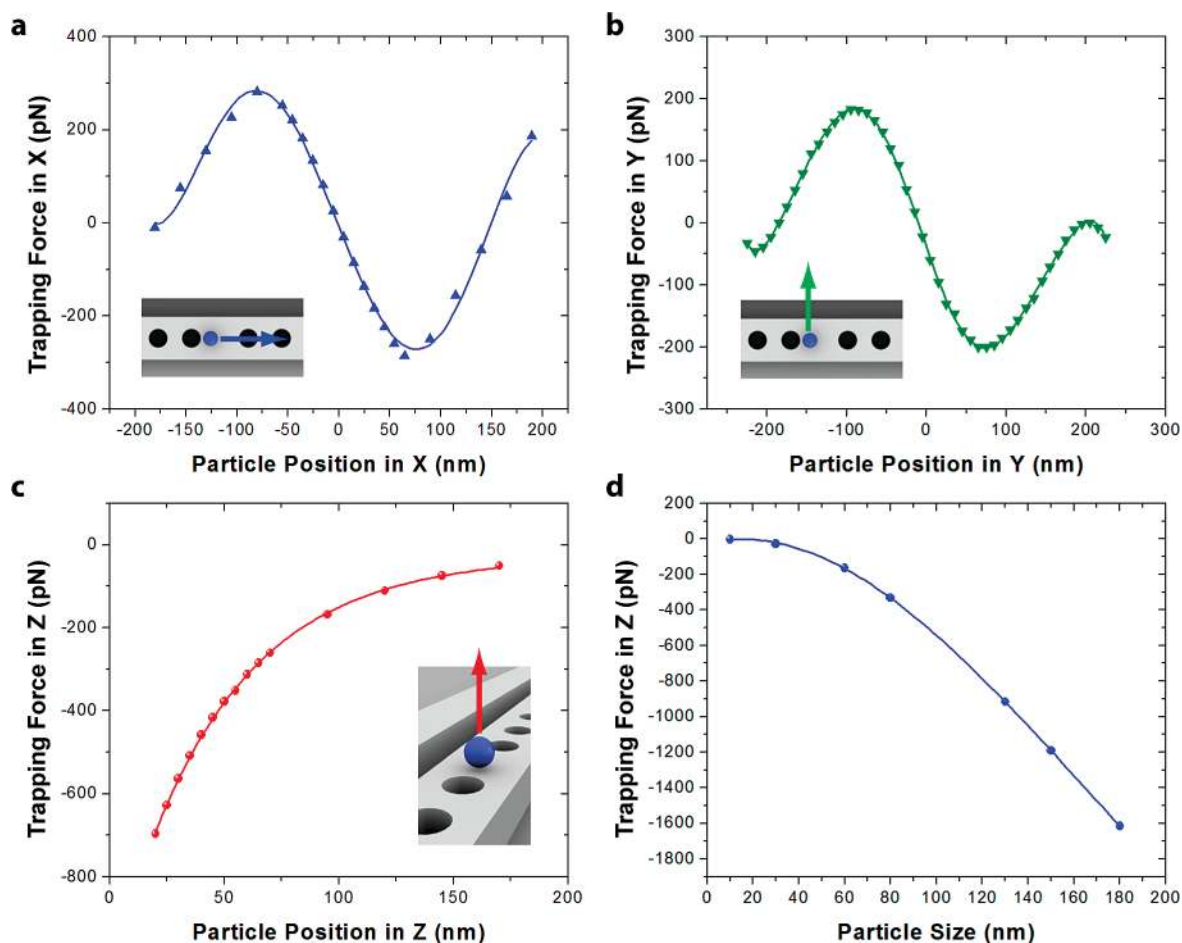 a
400
200
0
-200
-400
-200 -150 -100 -50 0 50 100 150 200
Trapping Force in X (pN)
Particle Position in X (nm)
b
300
200
100
0
-100
-200
-300
-200 -100 0 100 200 300
Trapping Force in Y (pN)
Particle Position in Y (nm)
c
0
-200
-400
-600
-800
0 50 100 150 200
Trapping Force in Z (pN)
Particle Position in Z (nm)
d
200
0
-200
-400
-600
-800
-1000
-1200
-1400
-1600
-1800
0 20 40 60 80 100 120 140 160 180 200
Trapping Force in Z (pN)
Particle Size (nm)